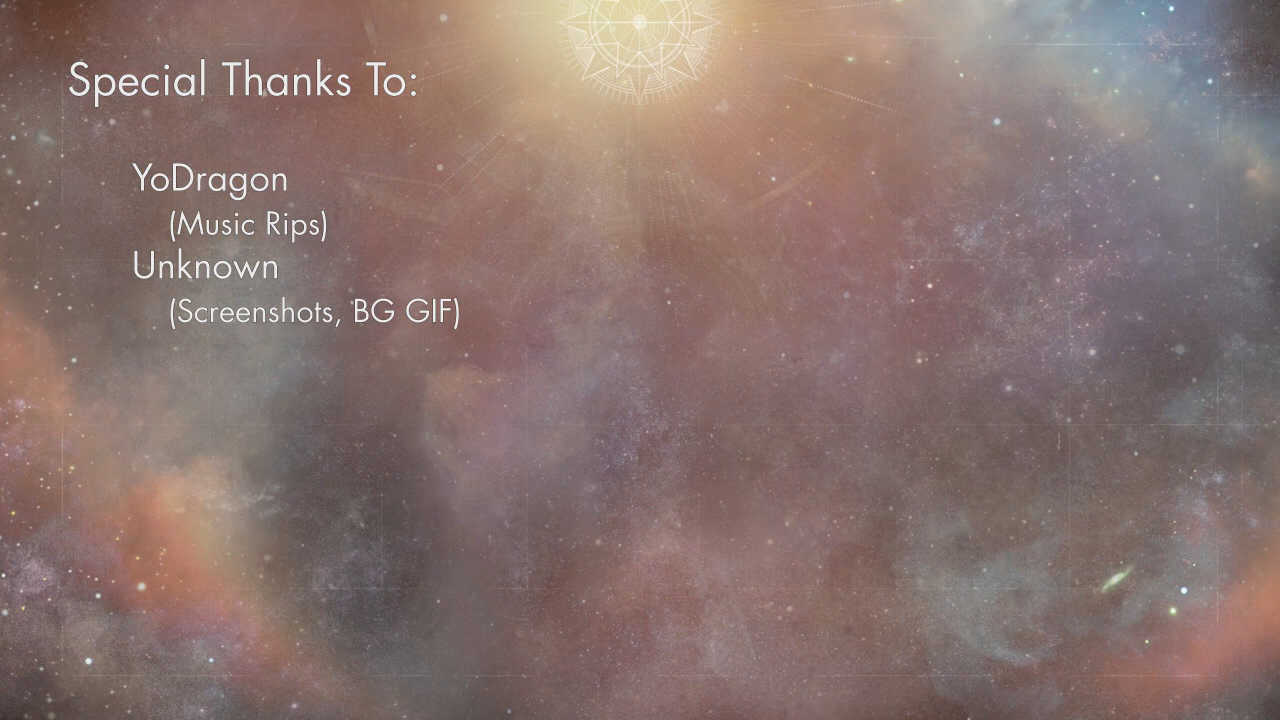 Special Thanks To:
YoDragon
(Music Rips)
Unknown
(Screenshots, BG GIF)